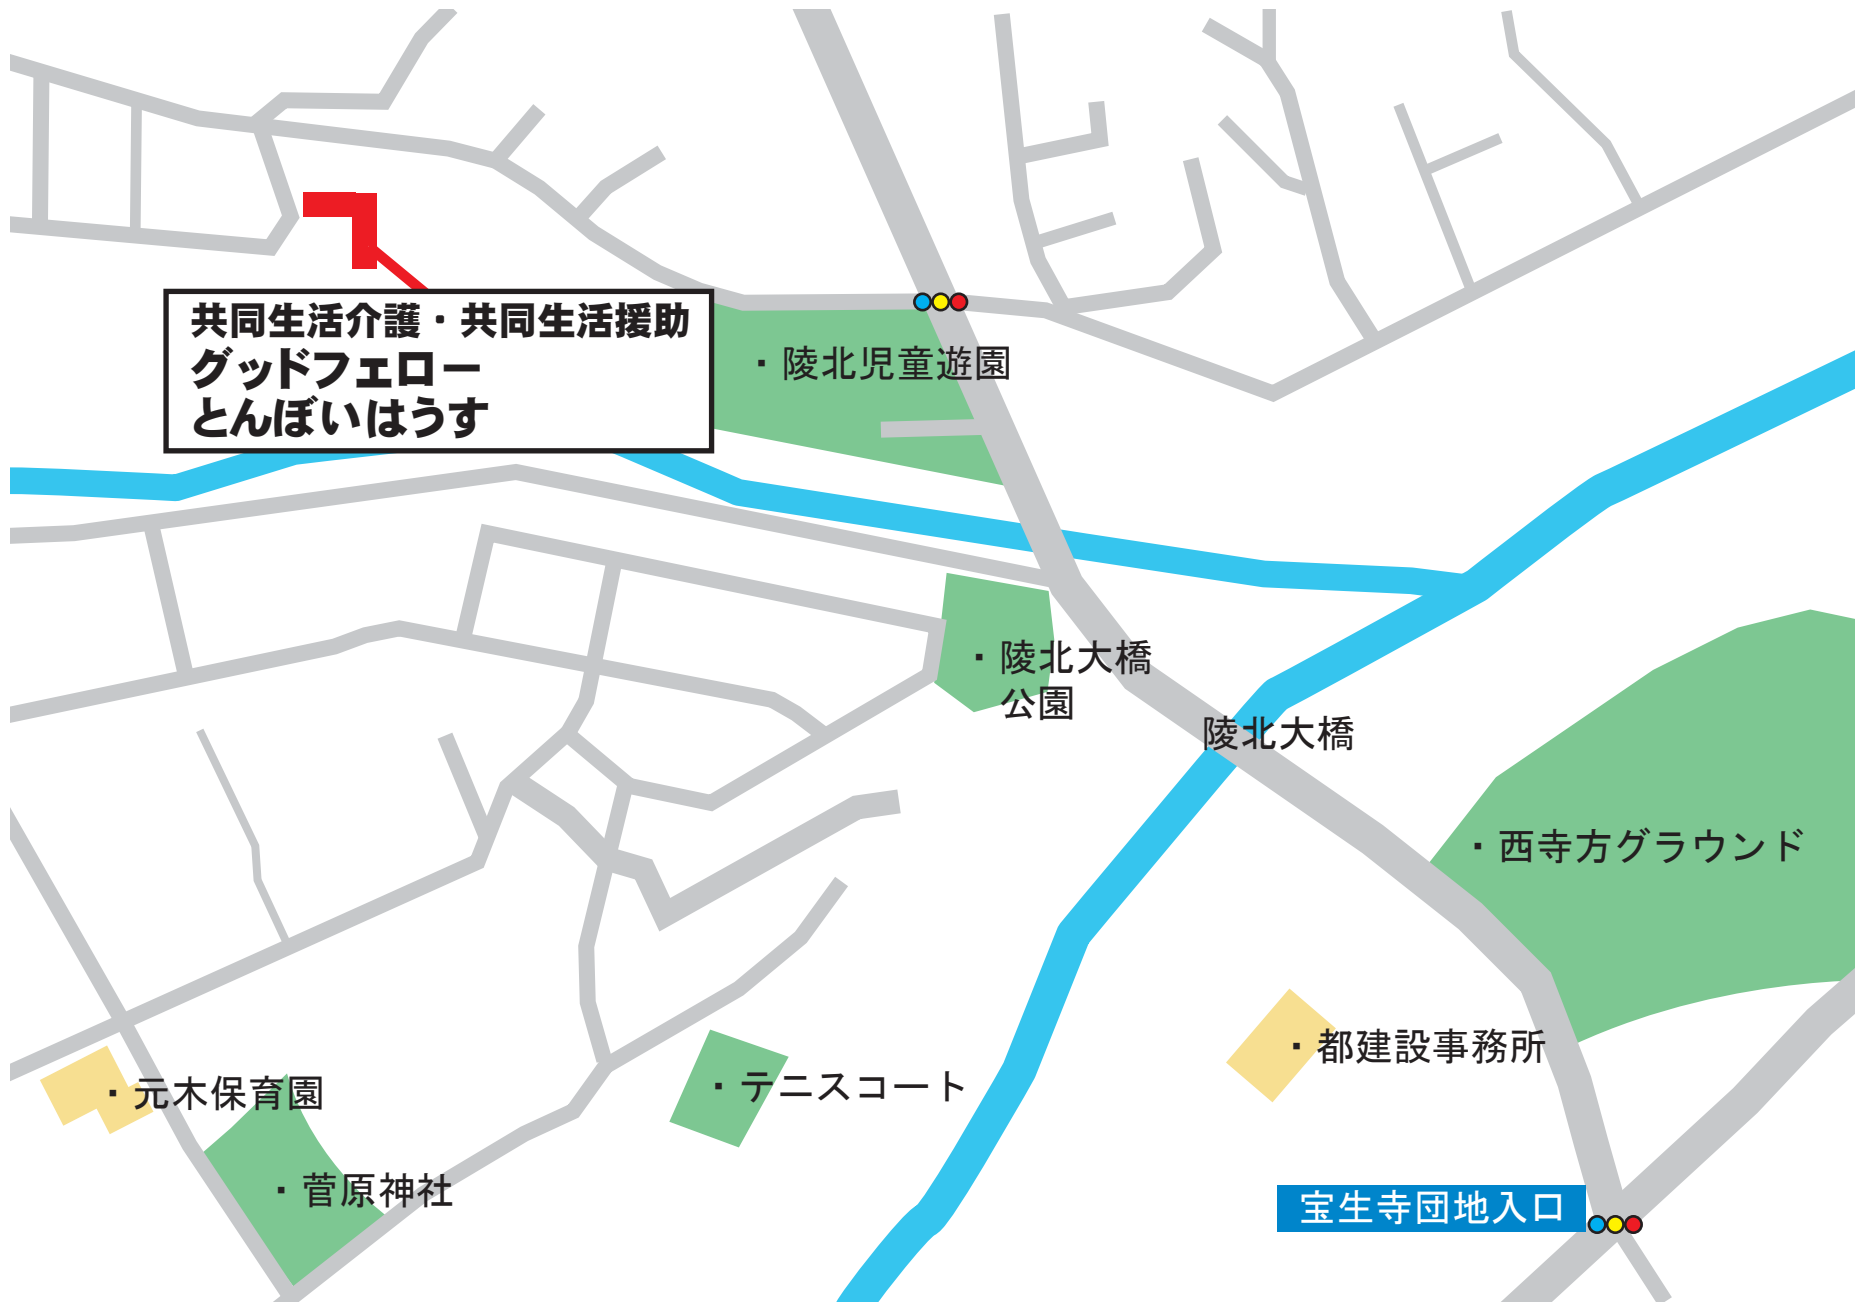 共同生活介護・共同生活援助
グッドフェロー
とんぼいはうす
・陵北児童遊園
・陵北大橋
公園
陵北大橋
・西寺方グラウンド
・都建設事務所
・元木保育園
・テニスコート
・菅原神社
宝生寺団地入口